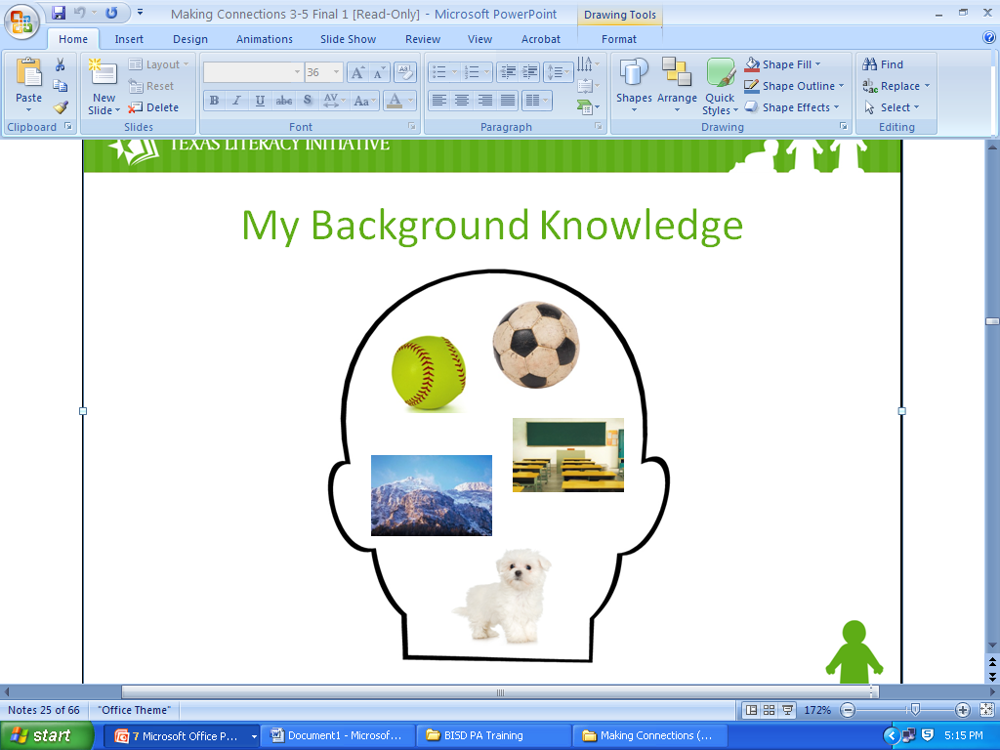 Making Connections 3-5 Final 1 [Read-Only] - Microsoft PowerPoint
Drawing Tools
Home Insert Design Animations Slide Show Review View Acrobat Format
Paste
New Slide
Layout
Reset
Delete
36
B I U abc S AV Aa A
Shapes
Arrange
Quick Styles
Shape Fill
Shape Outline
Shape Effects
Find
Replace
Select
Clipboard Slides Font Paragraph Drawing Editing
TEXAS LITERACY INITIATIVE
My Background Knowledge
Notes 25 of 66 "Office Theme" 172%
start 7 Microsoft Office P... Document1 - Microsof... BISD PA Training Making Connections (... 5:15 PM